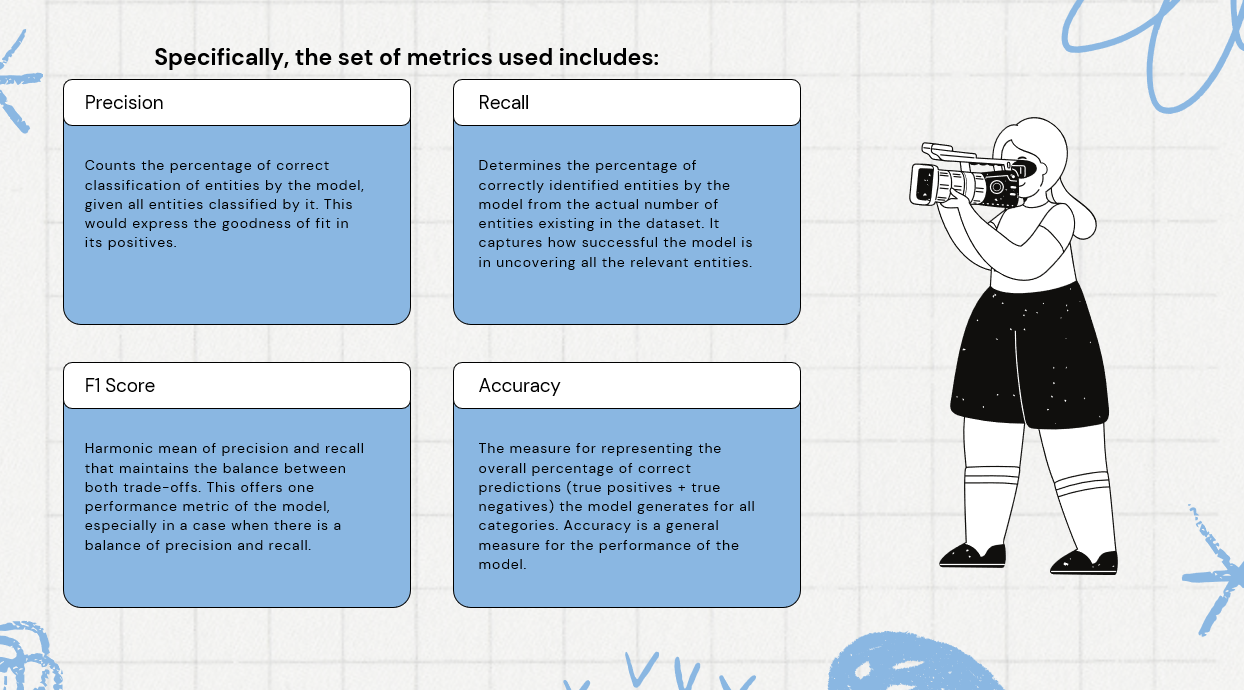 Specifically, the set of metrics used includes:
Precision
Counts the percentage of correct
classification of entities by the model,
given all entities classified by it. This
would express the goodness of fit in
its positives.
Recall
Determines the percentage of
correctly identified entities by the
model from the actual number of
entities existing in the dataset. It
captures how successful the model is
in uncovering all the relevant entities.
F1 Score
Harmonic mean of precision and recall
that maintains the balance between
both trade-offs. This offers one
performance metric of the model,
especially in a case when there is a
balance of precision and recall.
Accuracy
The measure for representing the
overall percentage of correct
predictions (true positives + true
negatives) the model generates for all
categories. Accuracy is a general
measure for the performance of the
model.